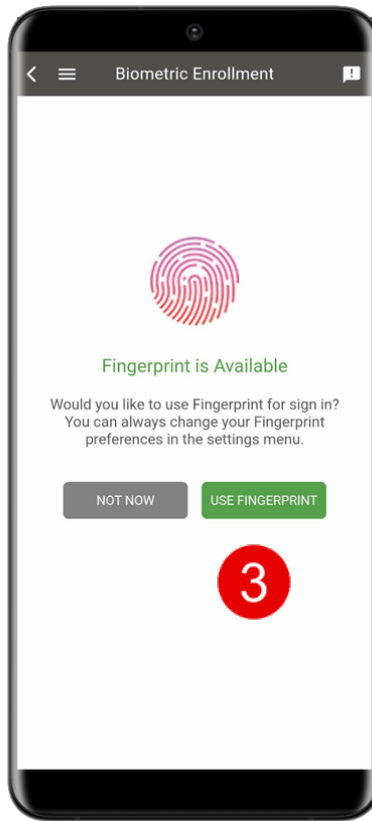 Biometric Enrollment
Fingerprint is Available
Would you like to use Fingerprint for sign in?
You can always change your Fingerprint
preferences in the settings menu.
NOT NOW
USE FINGERPRINT
3